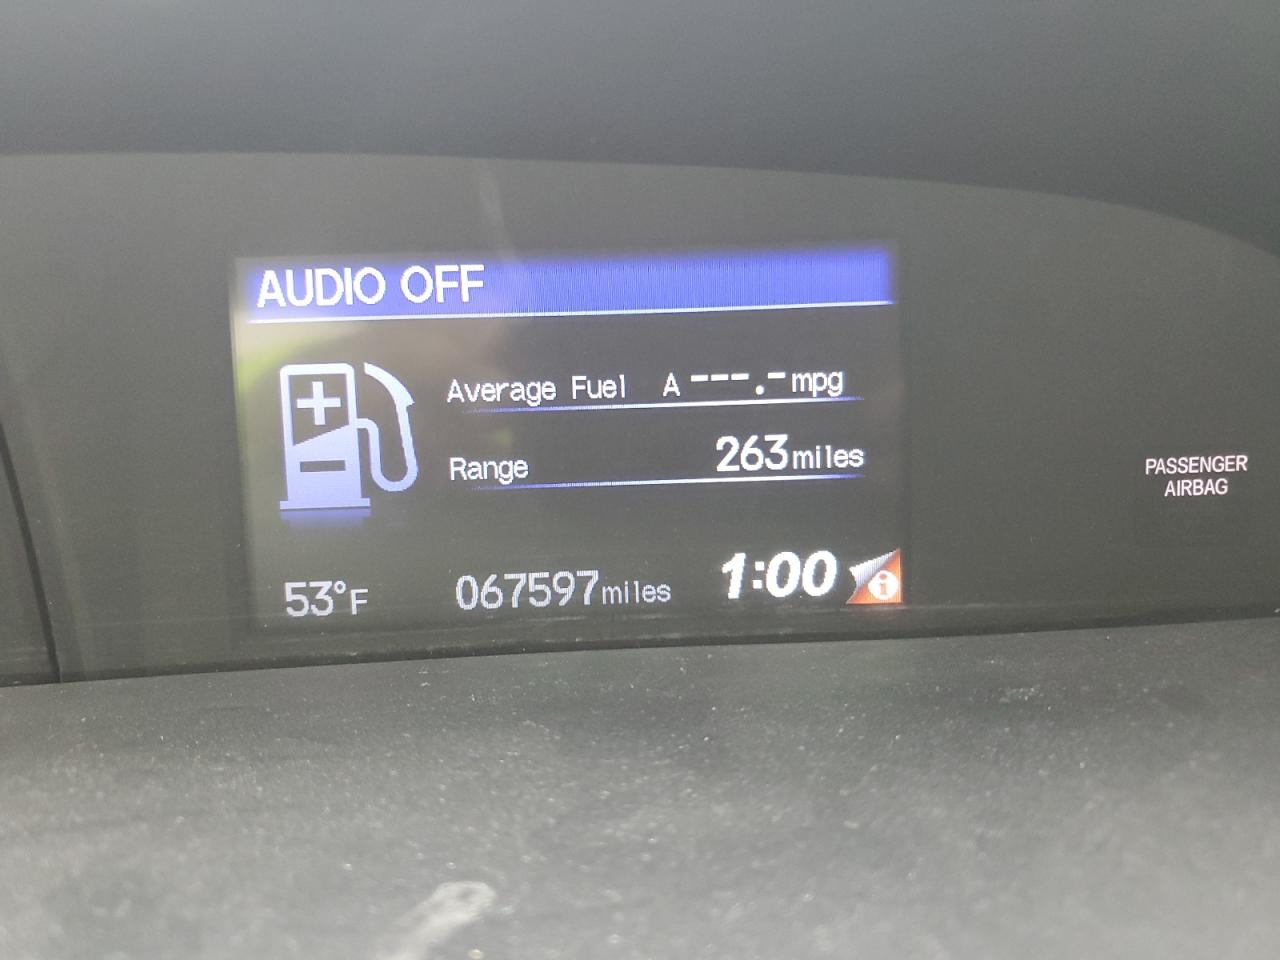 AUDIO OFF
Average Fuel A ---.- mpg
Range 263 miles
PASSENGER
AIRBAG
53°F 067597 miles 1:00 i